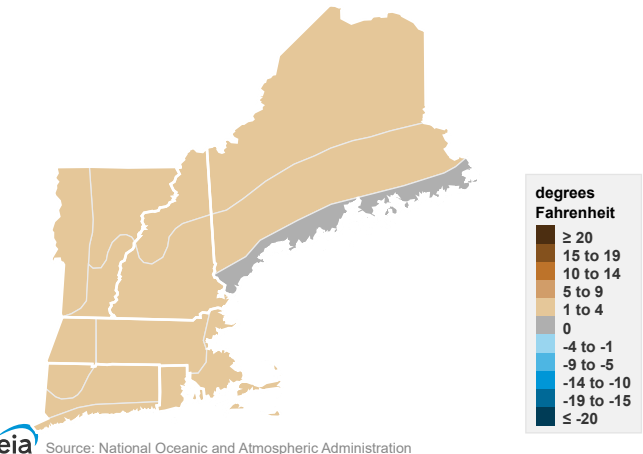 degrees
Fahrenheit
≥ 20
15 to 19
10 to 14
5 to 9
1 to 4
0
-4 to -1
-9 to -5
-14 to -10
-19 to -15
≤ -20
eia
Source: National Oceanic and Atmospheric Administration